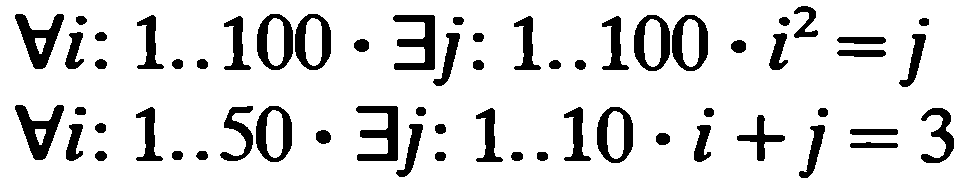 ∀i: 1..100 · ∃j: 1..100 · i² = j
∀i: 1..50 · ∃j: 1..10 · i + j = 3